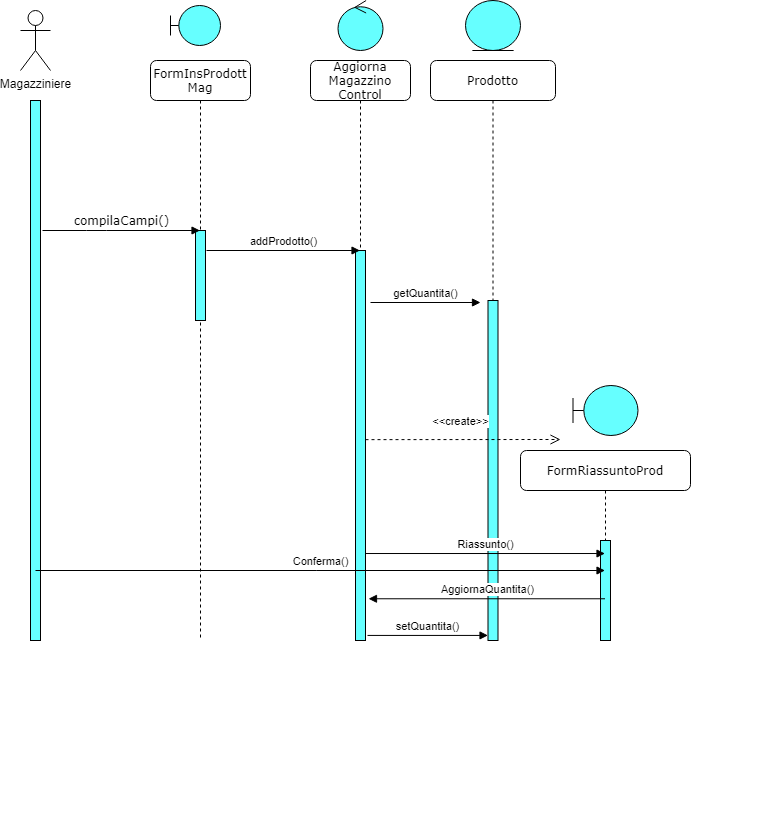 Magazziniere
FormInsProdott
Mag
Aggiorna
Magazzino
Control
Prodotto
compilaCampi()
addProdotto()
getQuantita()
<<create>>
FormRiassuntoProd
Riassunto()
Conferma()
AggiornaQuantita()
setQuantita()